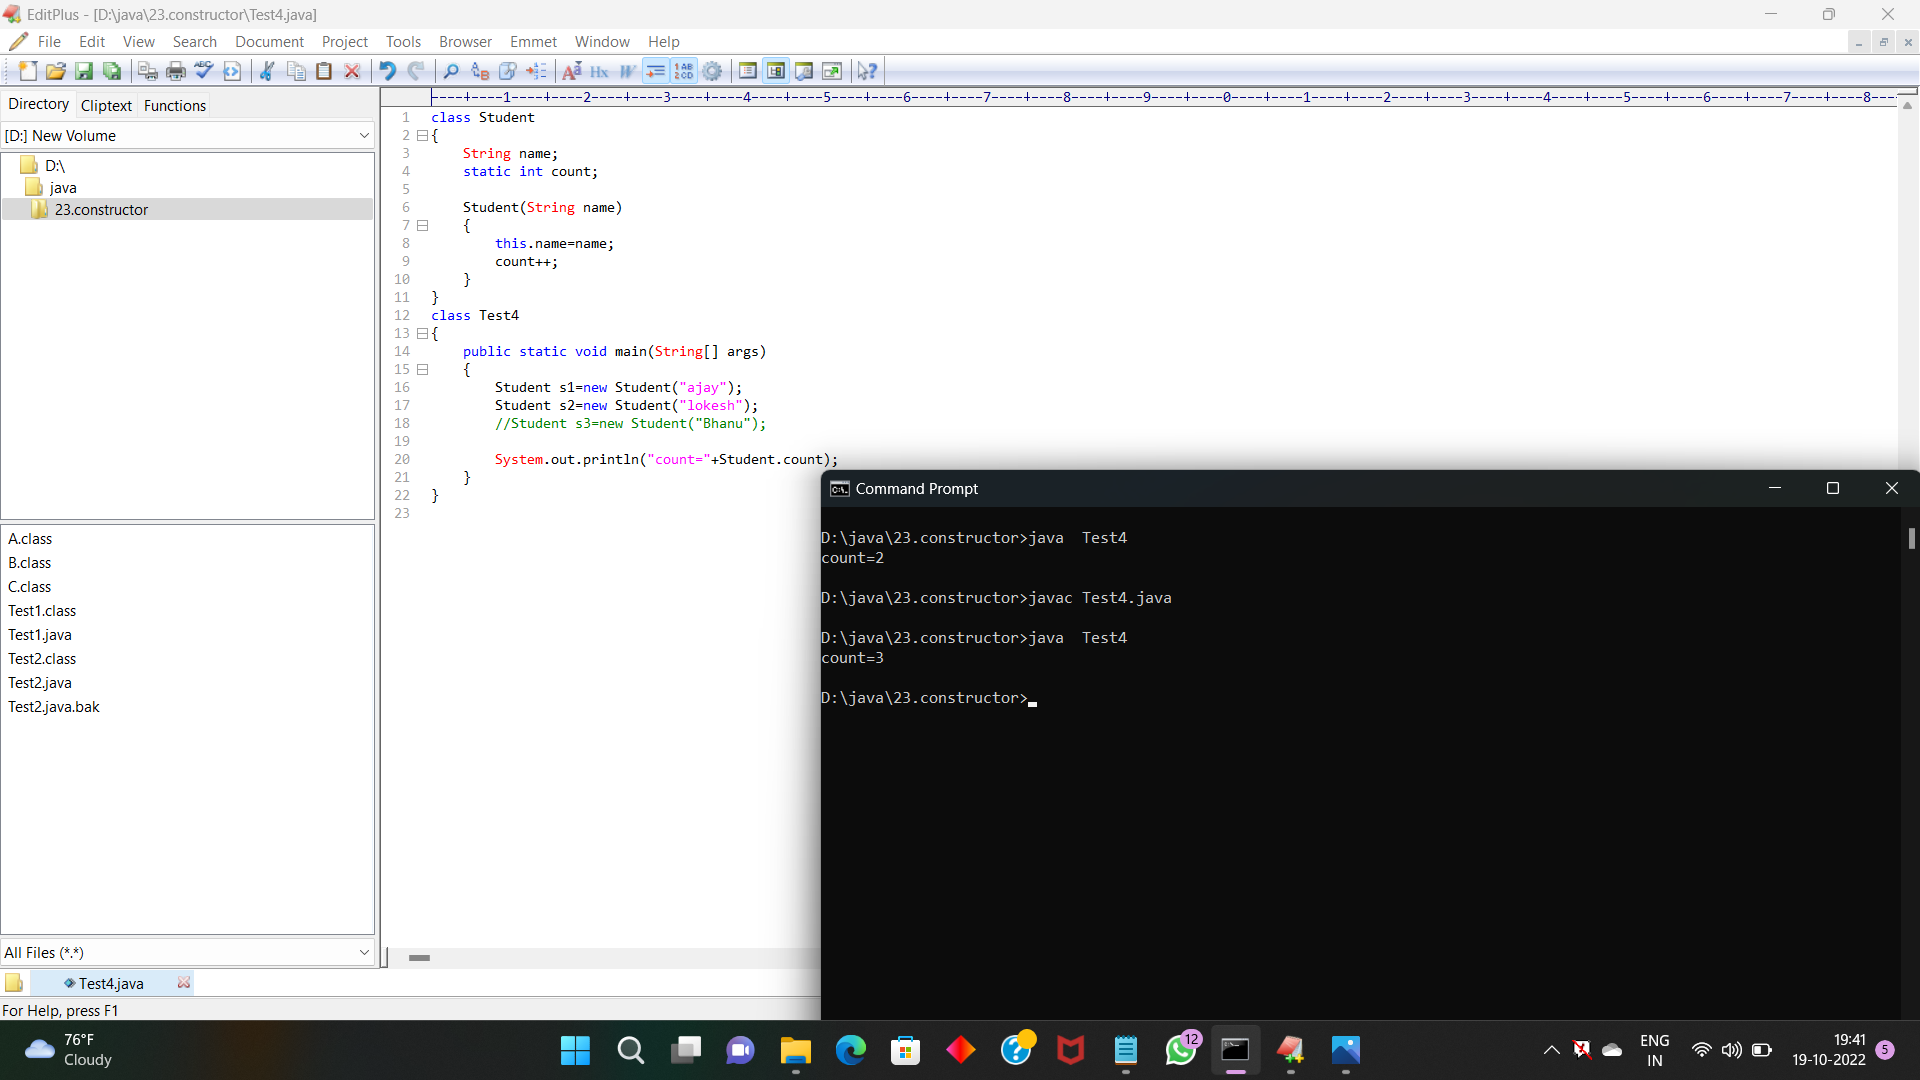 EditPlus - [D:\java\23.constructor\Test4.java]
File Edit View Search Document Project Tools Browser Emmet Window Help
Directory Cliptext Functions
[D:] New Volume
D:\
java
23.constructor
A.class
B.class
C.class
Test1.class
Test1.java
Test2.class
Test2.java
Test2.java.bak
All Files (*.*)
----+----1----+----2----+----3----+----4----+----5----+----6----+----7----+----8----+----9----+----0----+----1----+----2----+----3----+----4----+----5----+----6----+----7----+----8---
1 class Student
2 {
3 String name;
4 static int count;
5
6 Student(String name)
7 {
8 this.name=name;
9 count++;
10 }
11 }
12 class Test4
13 {
14 public static void main(String[] args)
15 {
16 Student s1=new Student("ajay");
17 Student s2=new Student("lokesh");
18 //Student s3=new Student("Bhanu");
19
20 System.out.println("count="+Student.count);
21 }
22 }
23
Command Prompt
D:\java\23.constructor>java  Test4
count=2
D:\java\23.constructor>javac Test4.java
D:\java\23.constructor>java  Test4
count=3
D:\java\23.constructor>
Test4.java
For Help, press F1
76°F
Cloudy
12
ENG
IN
19:41
19-10-2022
5